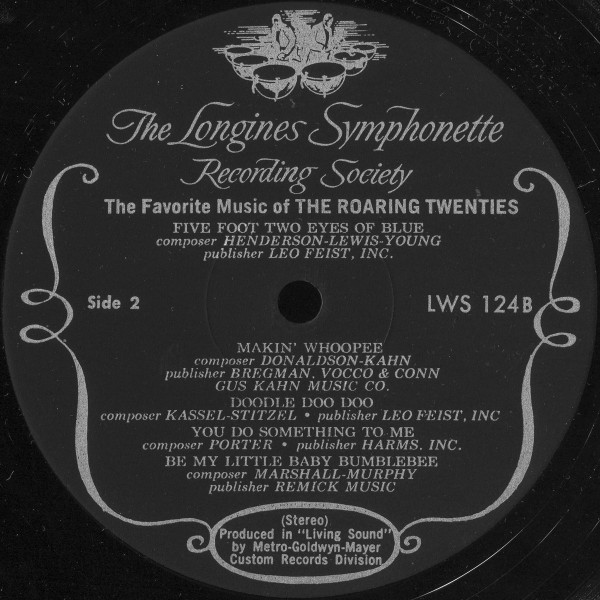 The Longines Symphonette
Recording Society
The Favorite Music of THE ROARING TWENTIES
FIVE FOOT TWO EYES OF BLUE
composer HENDERSON-LEWIS-YOUNG
publisher LEO FEIST, INC.
Side 2
LWS 124B
MAKIN' WHOOPEE
composer DONALDSON-KAHN
publisher BREGMAN, VOCCO & CONN
GUS KAHN MUSIC CO.
DOODLE DOO DOO
composer KASSEL-STITZEL • publisher LEO FEIST, INC
YOU DO SOMETHING TO ME
composer PORTER • publisher HARMS, INC.
BE MY LITTLE BABY BUMBLEBEE
composer MARSHALL-MURPHY
publisher REMICK MUSIC
(Stereo)
Produced in "Living Sound"
by Metro-Goldwyn-Mayer
Custom Records Division